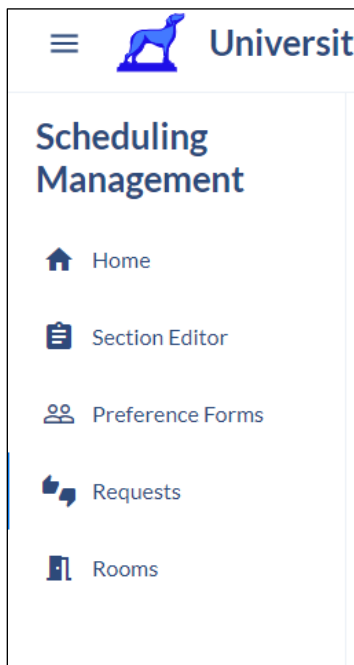 Universit
Scheduling
Management
Home
Section Editor
Preference Forms
Requests
Rooms